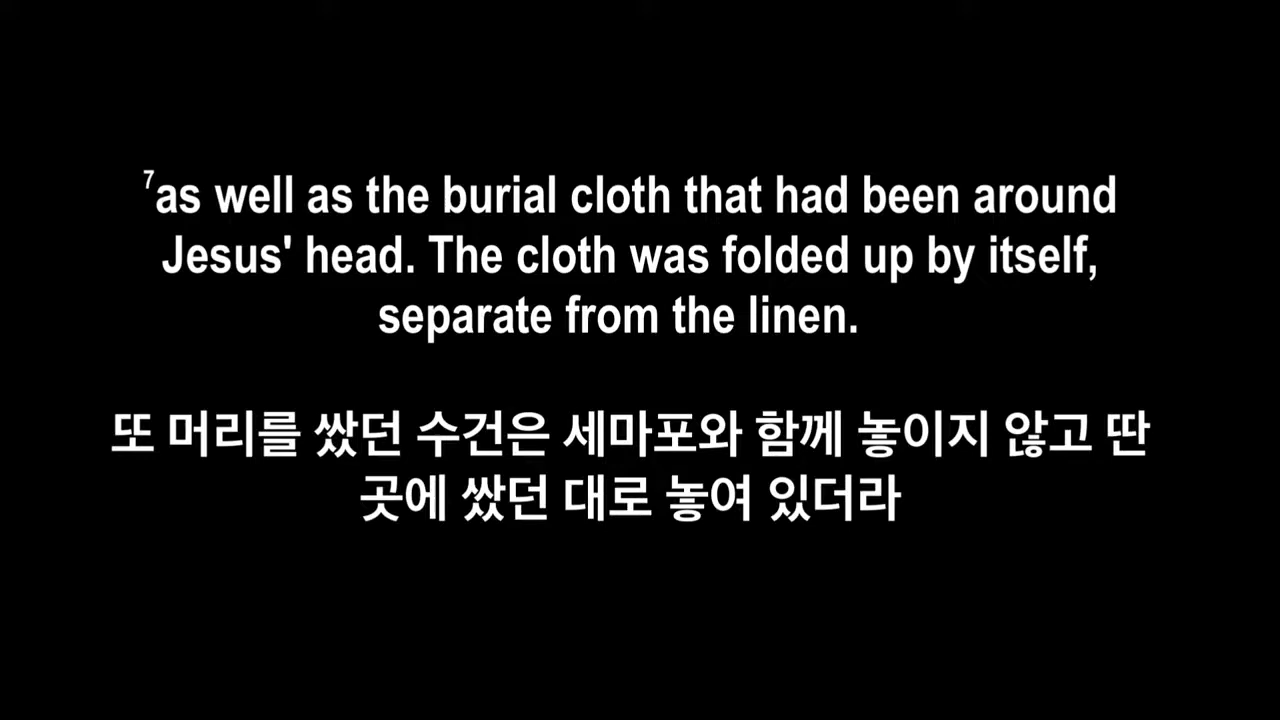 ⁷as well as the burial cloth that had been around
Jesus' head. The cloth was folded up by itself,
separate from the linen.
또 머리를 쌌던 수건은 세마포와 함께 놓이지 않고 딴
곳에 쌌던 대로 놓여 있더라